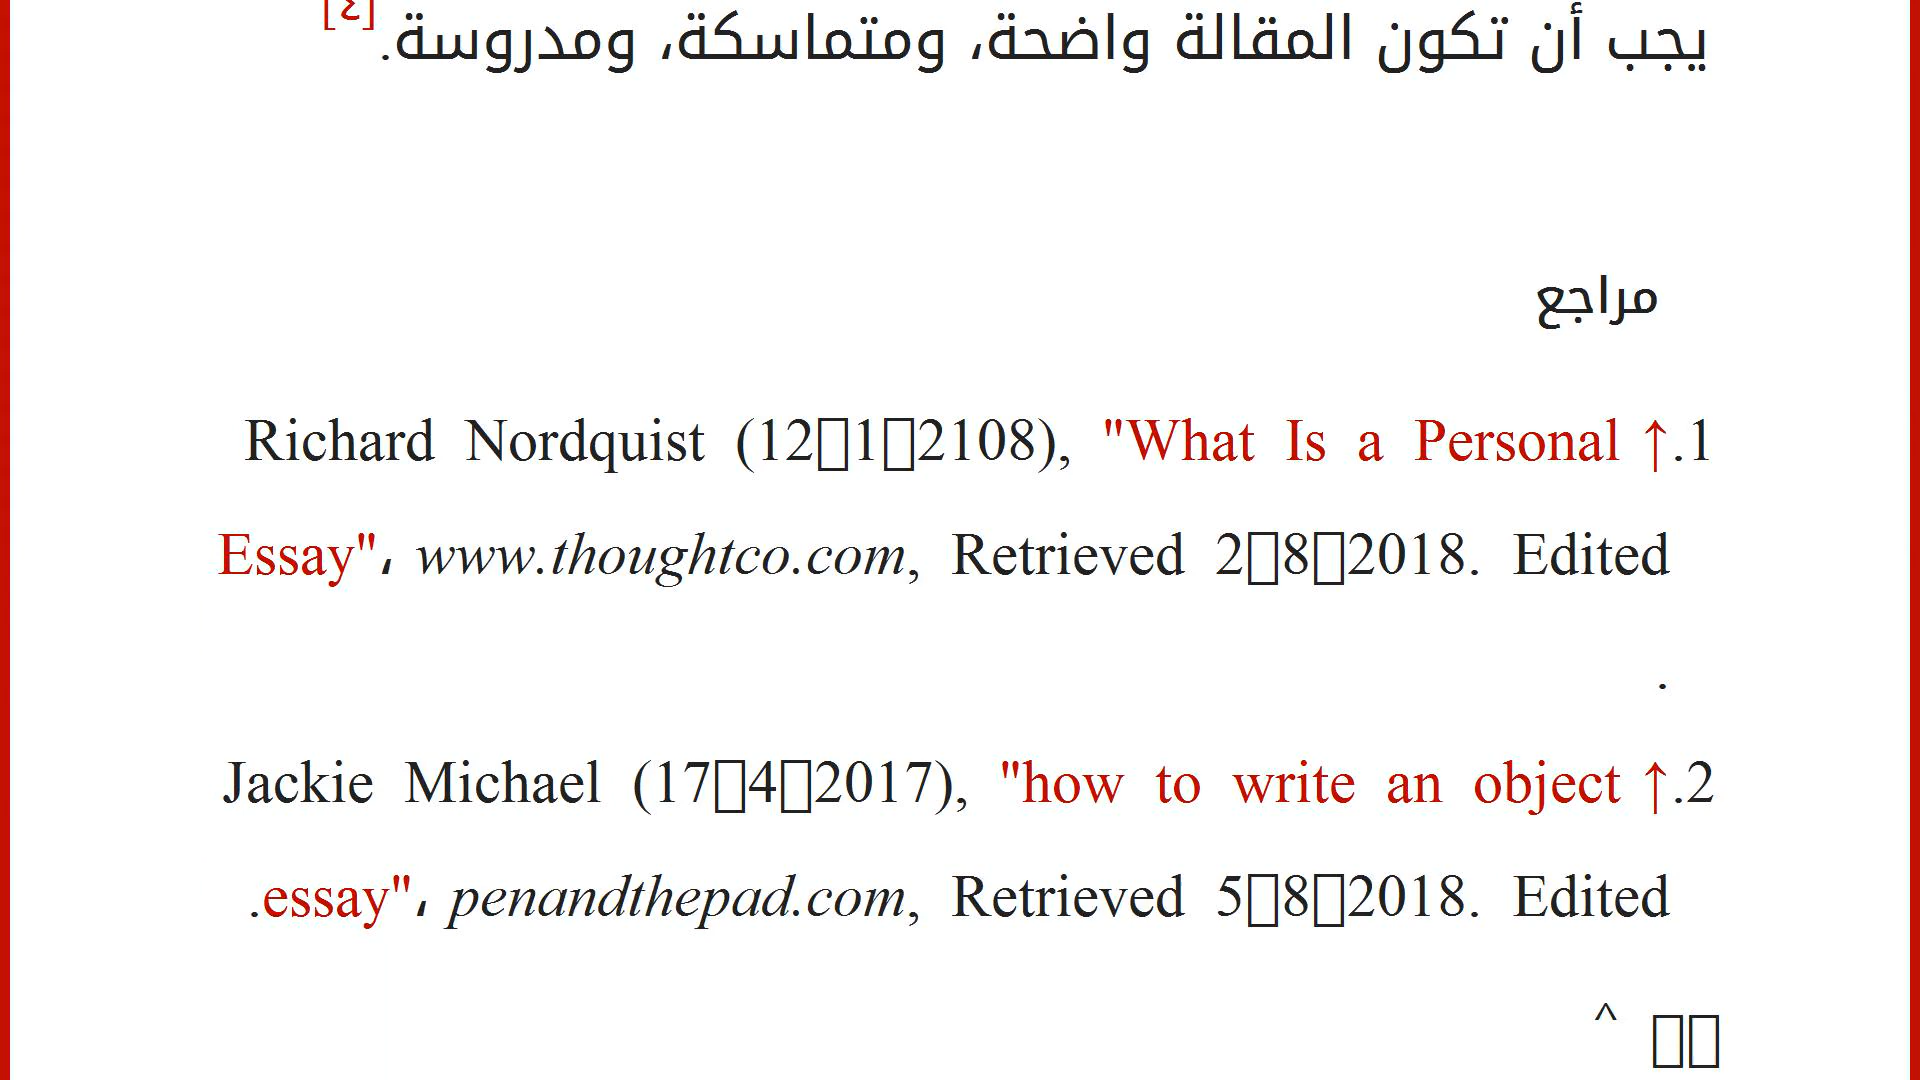 يجب أن تكون المقالة واضحة، ومتماسكة، ومدروسة.[٤]
مراجع
1.↑ Richard Nordquist (12▯1▯2108), "What Is a Personal
Essay"، www.thoughtco.com, Retrieved 2▯8▯2018. Edited
.
2.↑ Jackie Michael (17▯4▯2017), "how to write an object
essay"، penandthepad.com, Retrieved 5▯8▯2018. Edited.
▯▯ ^